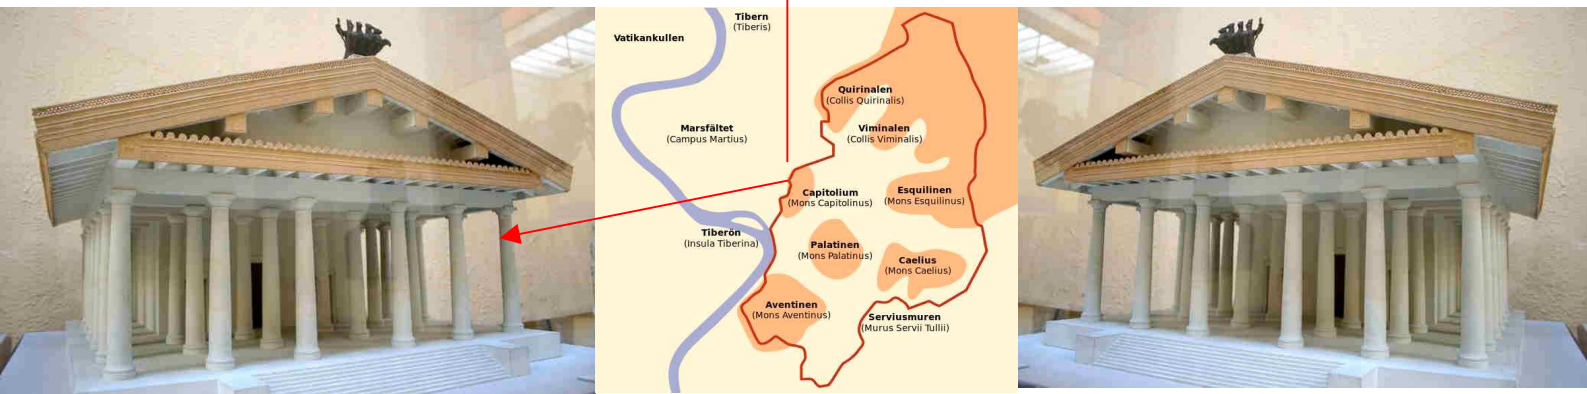 Tibern
(Tiberis)
Vatikankullen
Quirinalen
(Collis Quirinalis)
Marsfältet
(Campus Martius)
Viminalen
(Collis Viminalis)
Capitolium
(Mons Capitolinus)
Esquilinen
(Mons Esquilinus)
Tiberön
(Insula Tiberina)
Palatinen
(Mons Palatinus)
Caelius
(Mons Caelius)
Aventinen
(Mons Aventinus)
Serviusmuren
(Murus Servii Tullii)